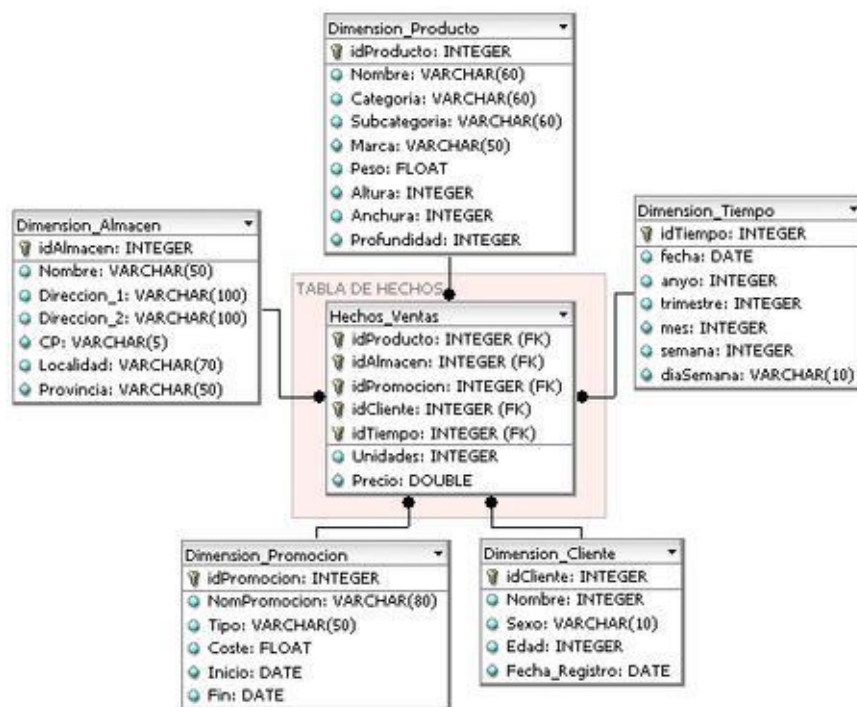 Dimension_Producto
idProducto: INTEGER
Nombre: VARCHAR(60)
Categoria: VARCHAR(60)
Subcategoria: VARCHAR(60)
Marca: VARCHAR(50)
Peso: FLOAT
Altura: INTEGER
Anchura: INTEGER
Profundidad: INTEGER
Dimension_Almacen
idAlmacen: INTEGER
Nombre: VARCHAR(50)
Direccion_1: VARCHAR(100)
Direccion_2: VARCHAR(100)
CP: VARCHAR(5)
Localidad: VARCHAR(70)
Provincia: VARCHAR(50)
Dimension_Tiempo
idTiempo: INTEGER
fecha: DATE
anyo: INTEGER
trimestre: INTEGER
mes: INTEGER
semana: INTEGER
diaSemana: VARCHAR(10)
TABLA DE HECHOS
Hechos_Ventas
idProducto: INTEGER (FK)
idAlmacen: INTEGER (FK)
idPromocion: INTEGER (FK)
idCliente: INTEGER (FK)
idTiempo: INTEGER (FK)
Unidades: INTEGER
Precio: DOUBLE
Dimension_Promocion
idPromocion: INTEGER
NomPromocion: VARCHAR(80)
Tipo: VARCHAR(50)
Coste: FLOAT
Inicio: DATE
Fin: DATE
Dimension_Cliente
idCliente: INTEGER
Nombre: INTEGER
Sexo: VARCHAR(10)
Edad: INTEGER
Fecha_Registro: DATE